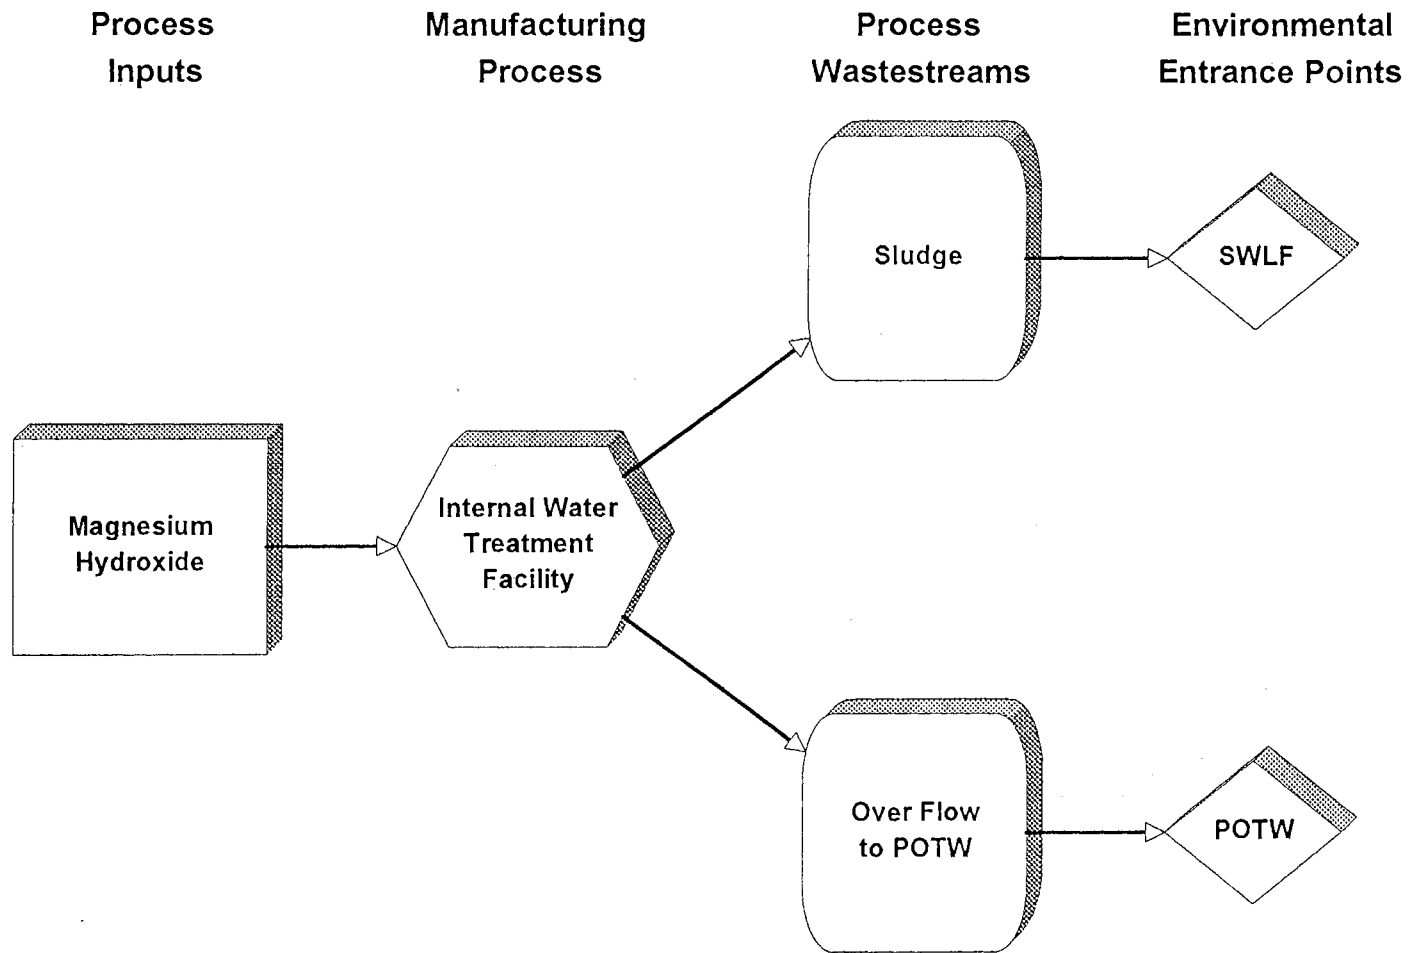 Process
Inputs
Manufacturing
Process
Process
Wastestreams
Environmental
Entrance Points
Sludge
SWLF
Magnesium
Hydroxide
Internal Water
Treatment
Facility
Over Flow
to POTW
POTW